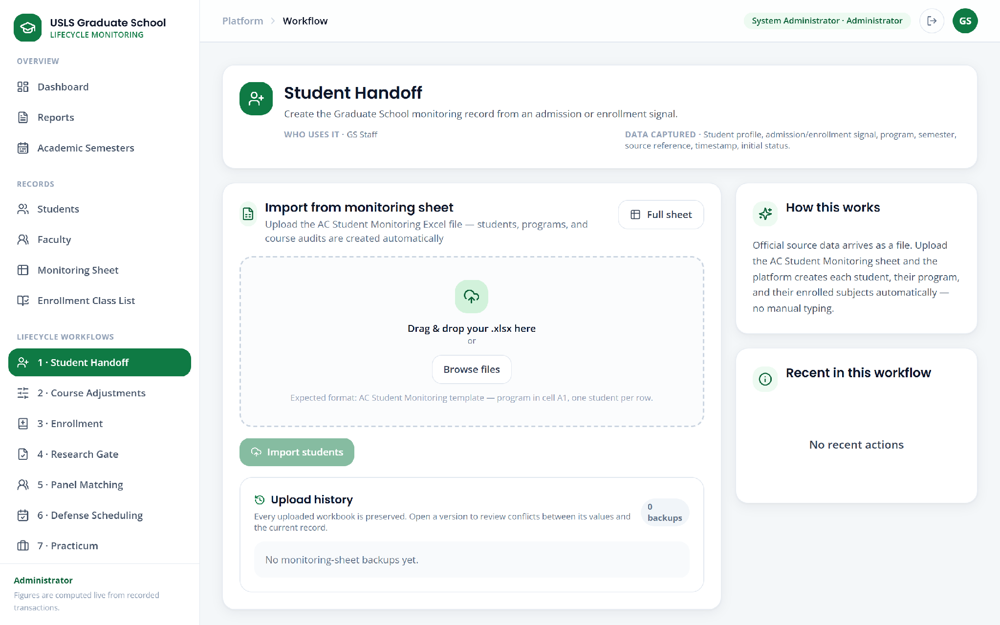 USLS Graduate School
LIFECYCLE MONITORING
OVERVIEW
Dashboard
Reports
Academic Semesters
RECORDS
Students
Faculty
Monitoring Sheet
Enrollment Class List
LIFECYCLE WORKFLOWS
1 · Student Handoff
2 · Course Adjustments
3 · Enrollment
4 · Research Gate
5 · Panel Matching
6 · Defense Scheduling
7 · Practicum
Administrator
Figures are computed live from recorded
transactions.
Platform
Workflow
System Administrator · Administrator
GS
Student Handoff
Create the Graduate School monitoring record from an admission or enrollment signal.
WHO USES IT · GS Staff
DATA CAPTURED · Student profile, admission/enrollment signal, program, semester,
source reference, timestamp, initial status.
Import from monitoring sheet
Upload the AC Student Monitoring Excel file — students, programs, and
course audits are created automatically
Full sheet
Drag & drop your .xlsx here
or
Browse files
Expected format: AC Student Monitoring template — program in cell A1, one student per row.
Import students
Upload history
Every uploaded workbook is preserved. Open a version to review conflicts between its values and
the current record.
0
backups
No monitoring-sheet backups yet.
How this works
Official source data arrives as a file. Upload
the AC Student Monitoring sheet and the
platform creates each student, their program,
and their enrolled subjects automatically —
no manual typing.
Recent in this workflow
No recent actions